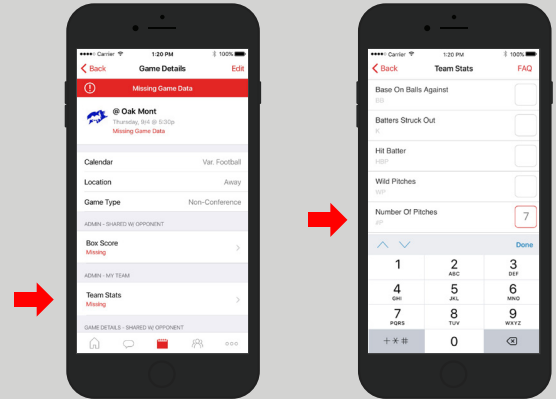 Carrier 1:20 PM 100%
Back Game Details Edit
Missing Game Data
@ Oak Mont
Thursday, 9/4 @ 5:30p
Missing Game Data
Calendar Var. Football
Location Away
Game Type Non-Conference
ADMIN - SHARED W/ OPPONENT
Box Score
Missing
ADMIN - MY TEAM
Team Stats
Missing
GAME DETAILS - SHARED W/ OPPONENT
Carrier 1:20 PM 100%
Back Team Stats FAQ
Base On Balls Against
BB
Batters Struck Out
K
Hit Batter
HBP
Wild Pitches
WP
Number Of Pitches
#P
7
Done
1 2 3
ABC DEF
4 5 6
GHI JKL MNO
7 8 9
PQRS TUV WXYZ
+ * # 0